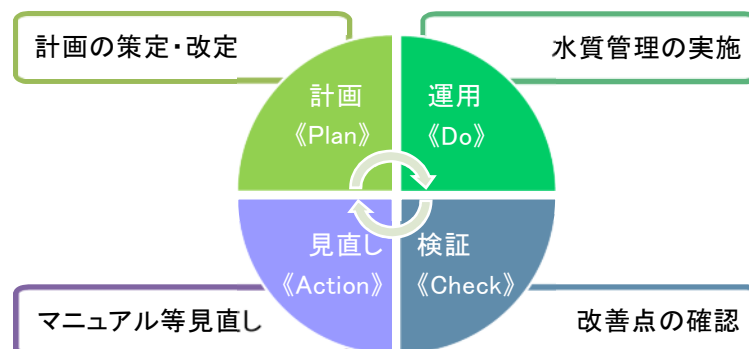 計画の策定・改定
水質管理の実施
計画
《Plan》
運用
《Do》
見直し
《Action》
検証
《Check》
マニュアル等見直し
改善点の確認